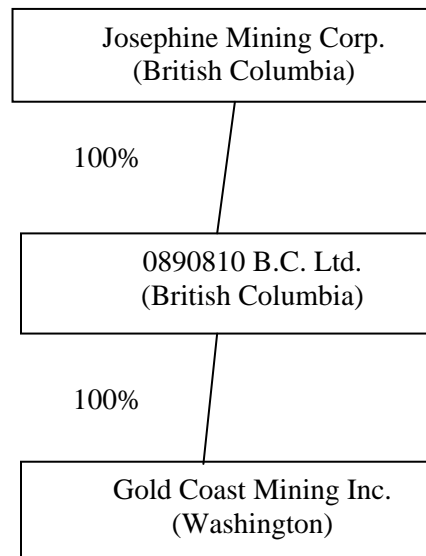 Josephine Mining Corp.
(British Columbia)
100%
0890810 B.C. Ltd.
(British Columbia)
100%
Gold Coast Mining Inc.
(Washington)